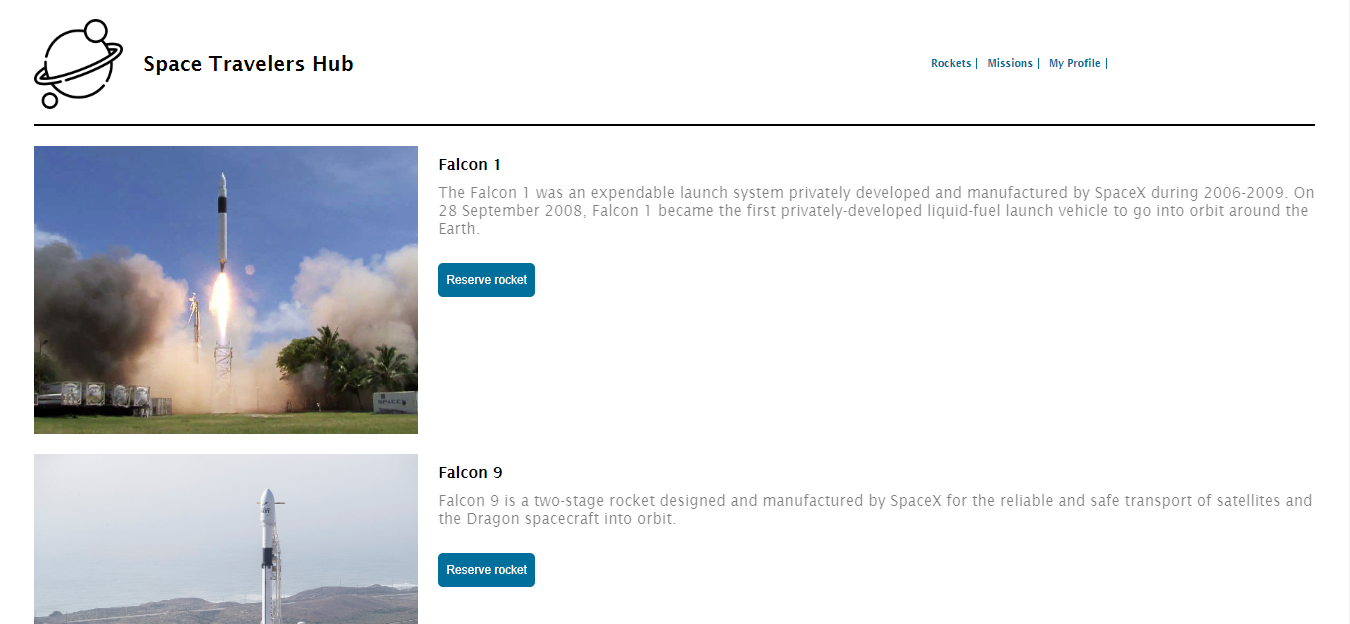 Space Travelers Hub
Rockets | Missions | My Profile |
Falcon 1
The Falcon 1 was an expendable launch system privately developed and manufactured by SpaceX during 2006-2009. On
28 September 2008, Falcon 1 became the first privately-developed liquid-fuel launch vehicle to go into orbit around the
Earth.
Reserve rocket
SPACE
Falcon 9
Falcon 9 is a two-stage rocket designed and manufactured by SpaceX for the reliable and safe transport of satellites and
the Dragon spacecraft into orbit.
Reserve rocket